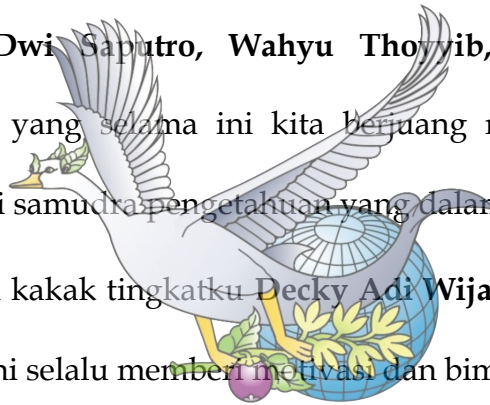 Dwi Saputro, Wahyu Thoyyib,
yang selama ini kita berjuang
samudra pengetahuan yang dalam
kakak tingkatku Decky Adi Wija
selalu memberi motivasi dan bim